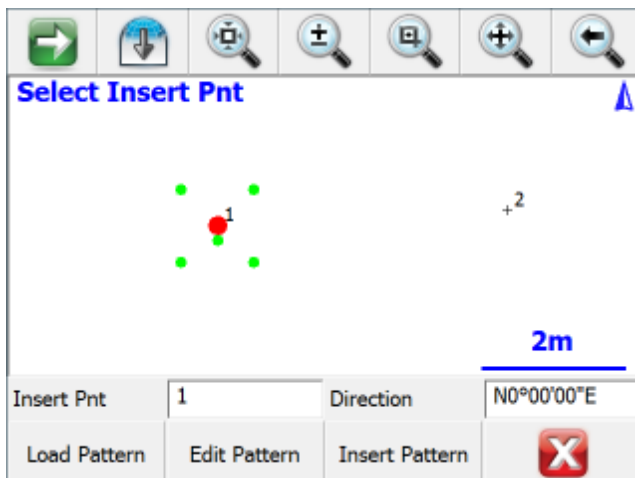 Select Insert Pnt
1
2
2m
Insert Pnt 1 Direction N0°00'00"E
Load Pattern Edit Pattern Insert Pattern